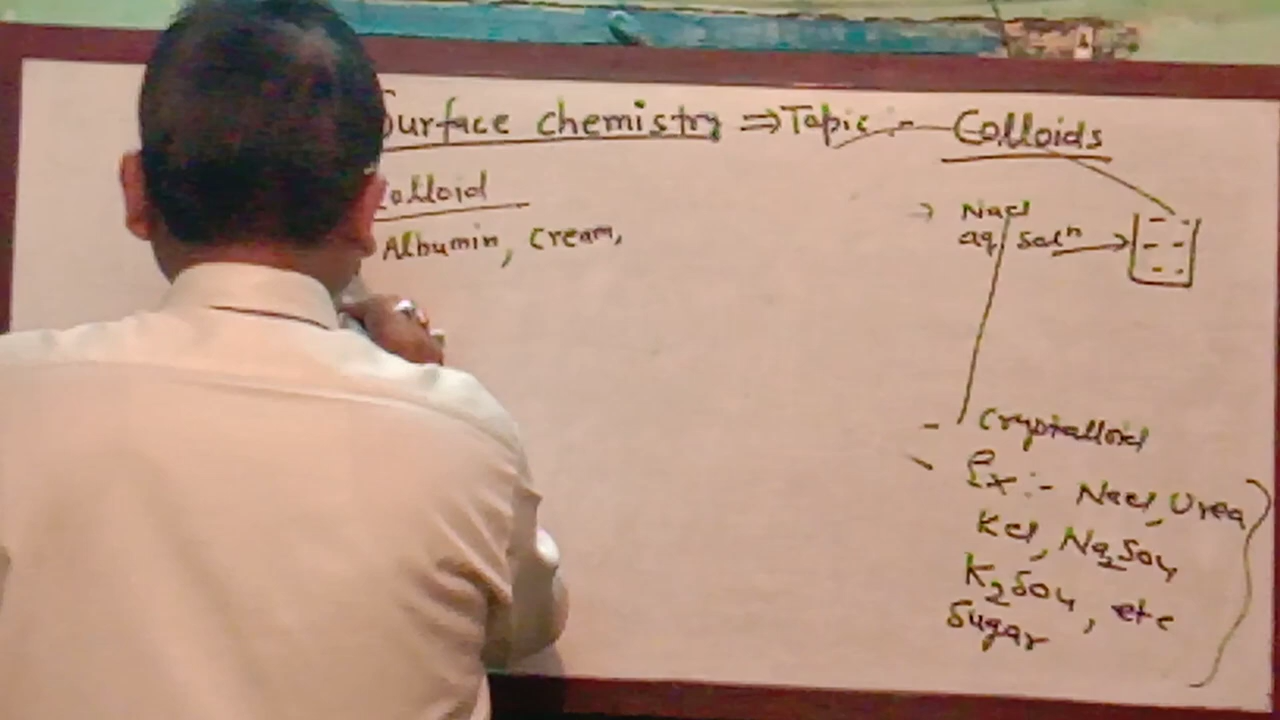 Surface chemistry ⇒ Topic :- Colloids
Colloid
Albumin, Cream,
→ Nacl
aq Solⁿ →
- Crystalloid
Ex :- Nacl, Urea
Kcl, Na₂SO₄
K₂SO₄, etc
Sugar